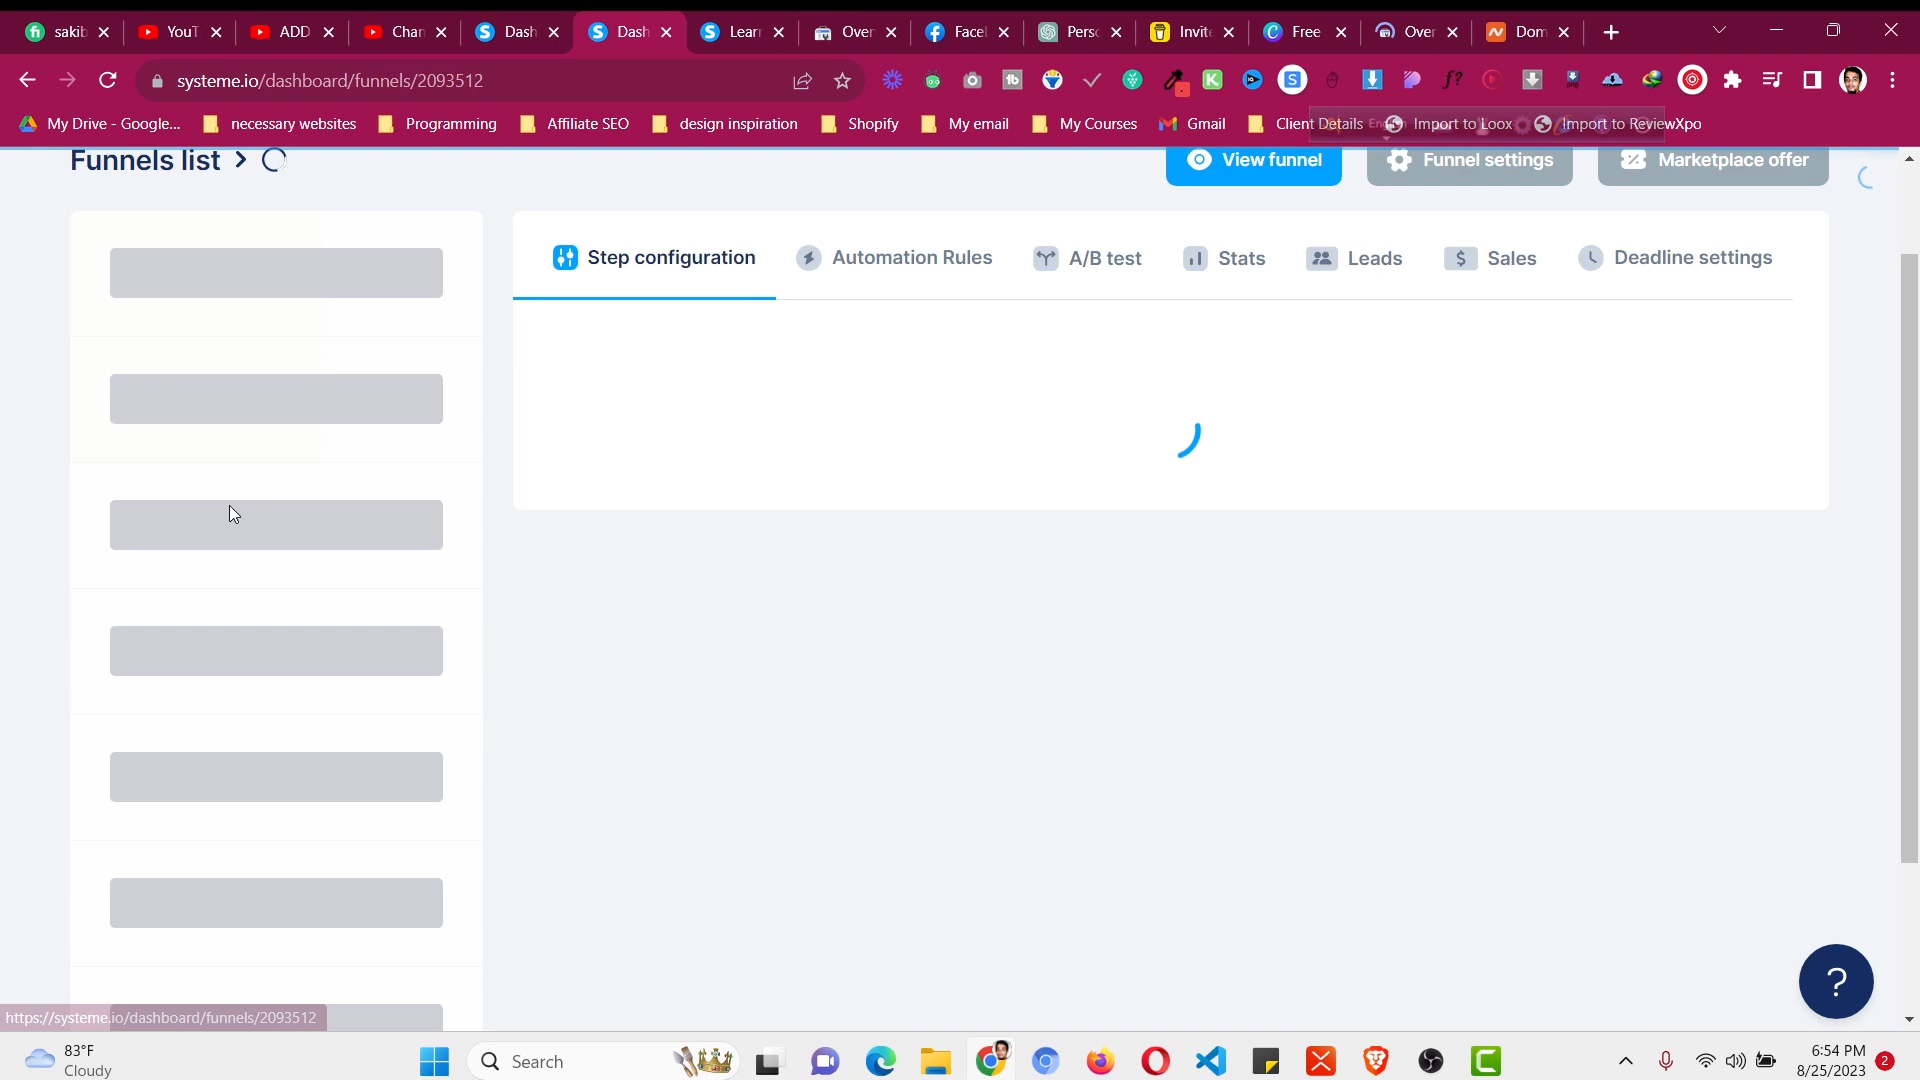 sakib
YouT
ADD
Char
Dash
Dash
Lear
Over
Facel
Pers
Invite
Free
Over
Dom
systeme.io/dashboard/funnels/2093512
My Drive - Google...
necessary websites
Programming
Affiliate SEO
design inspiration
Shopify
My email
My Courses
Gmail
Client Details
Import to Loox
Import to ReviewXpo
Funnels list >
View funnel
Funnel settings
Marketplace offer
Step configuration
Automation Rules
A/B test
Stats
Leads
Sales
Deadline settings
?
https://systeme.io/dashboard/funnels/2093512
83°F
Cloudy
Search
6:54 PM
8/25/2023
2